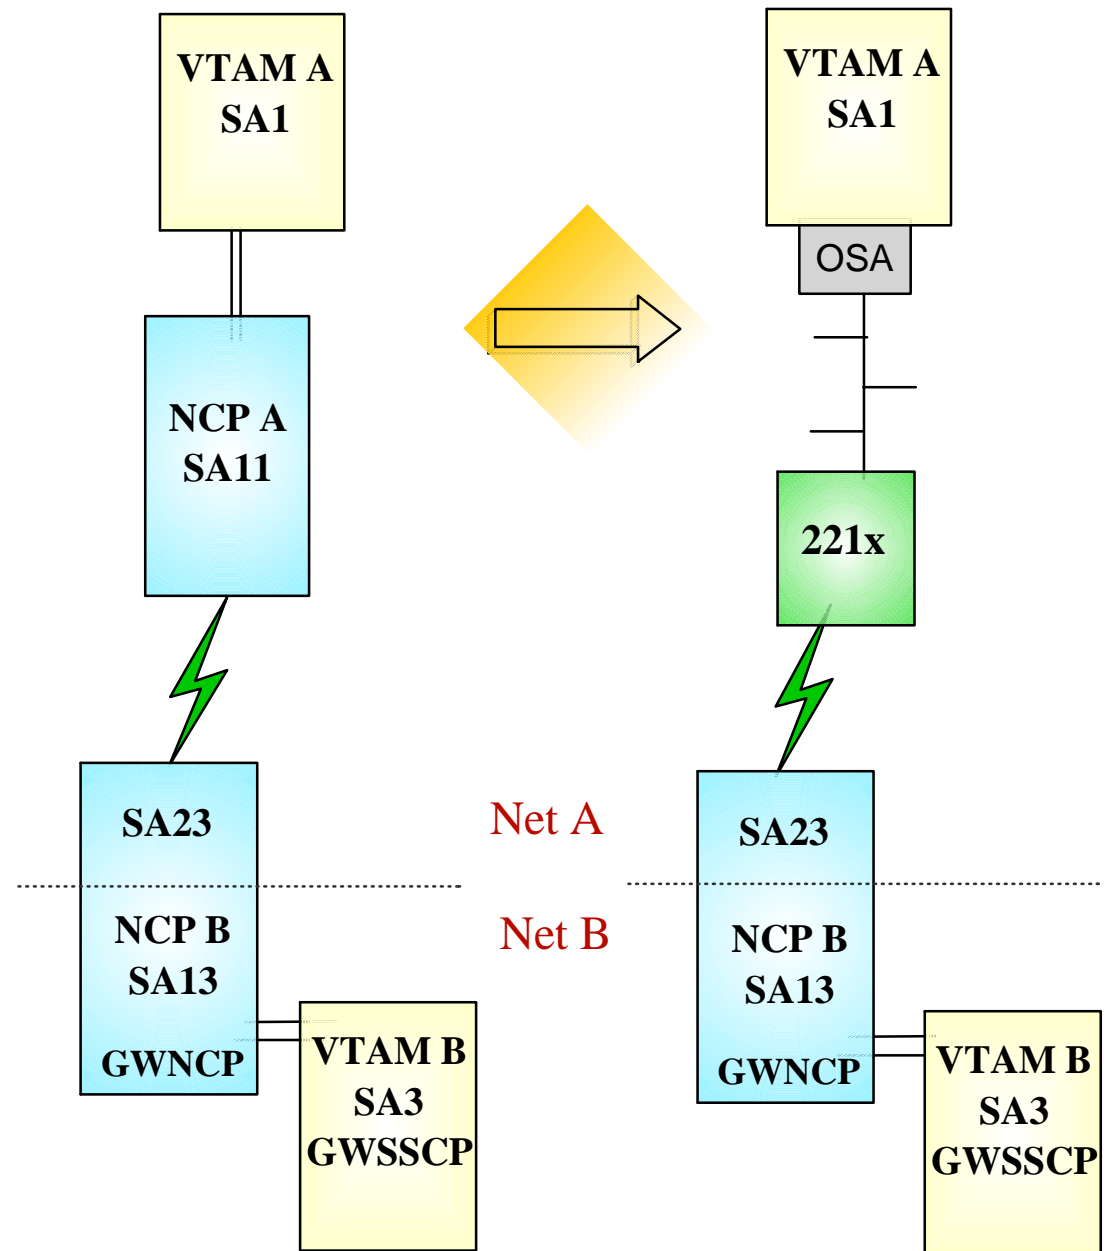 VTAM A
SA1
NCP A
SA11
SA23
NCP B
SA13
GWNCP
VTAM B
SA3
GWSSCP
Net A
Net B
VTAM A
SA1
OSA
221x
SA23
NCP B
SA13
GWNCP
VTAM B
SA3
GWSSCP